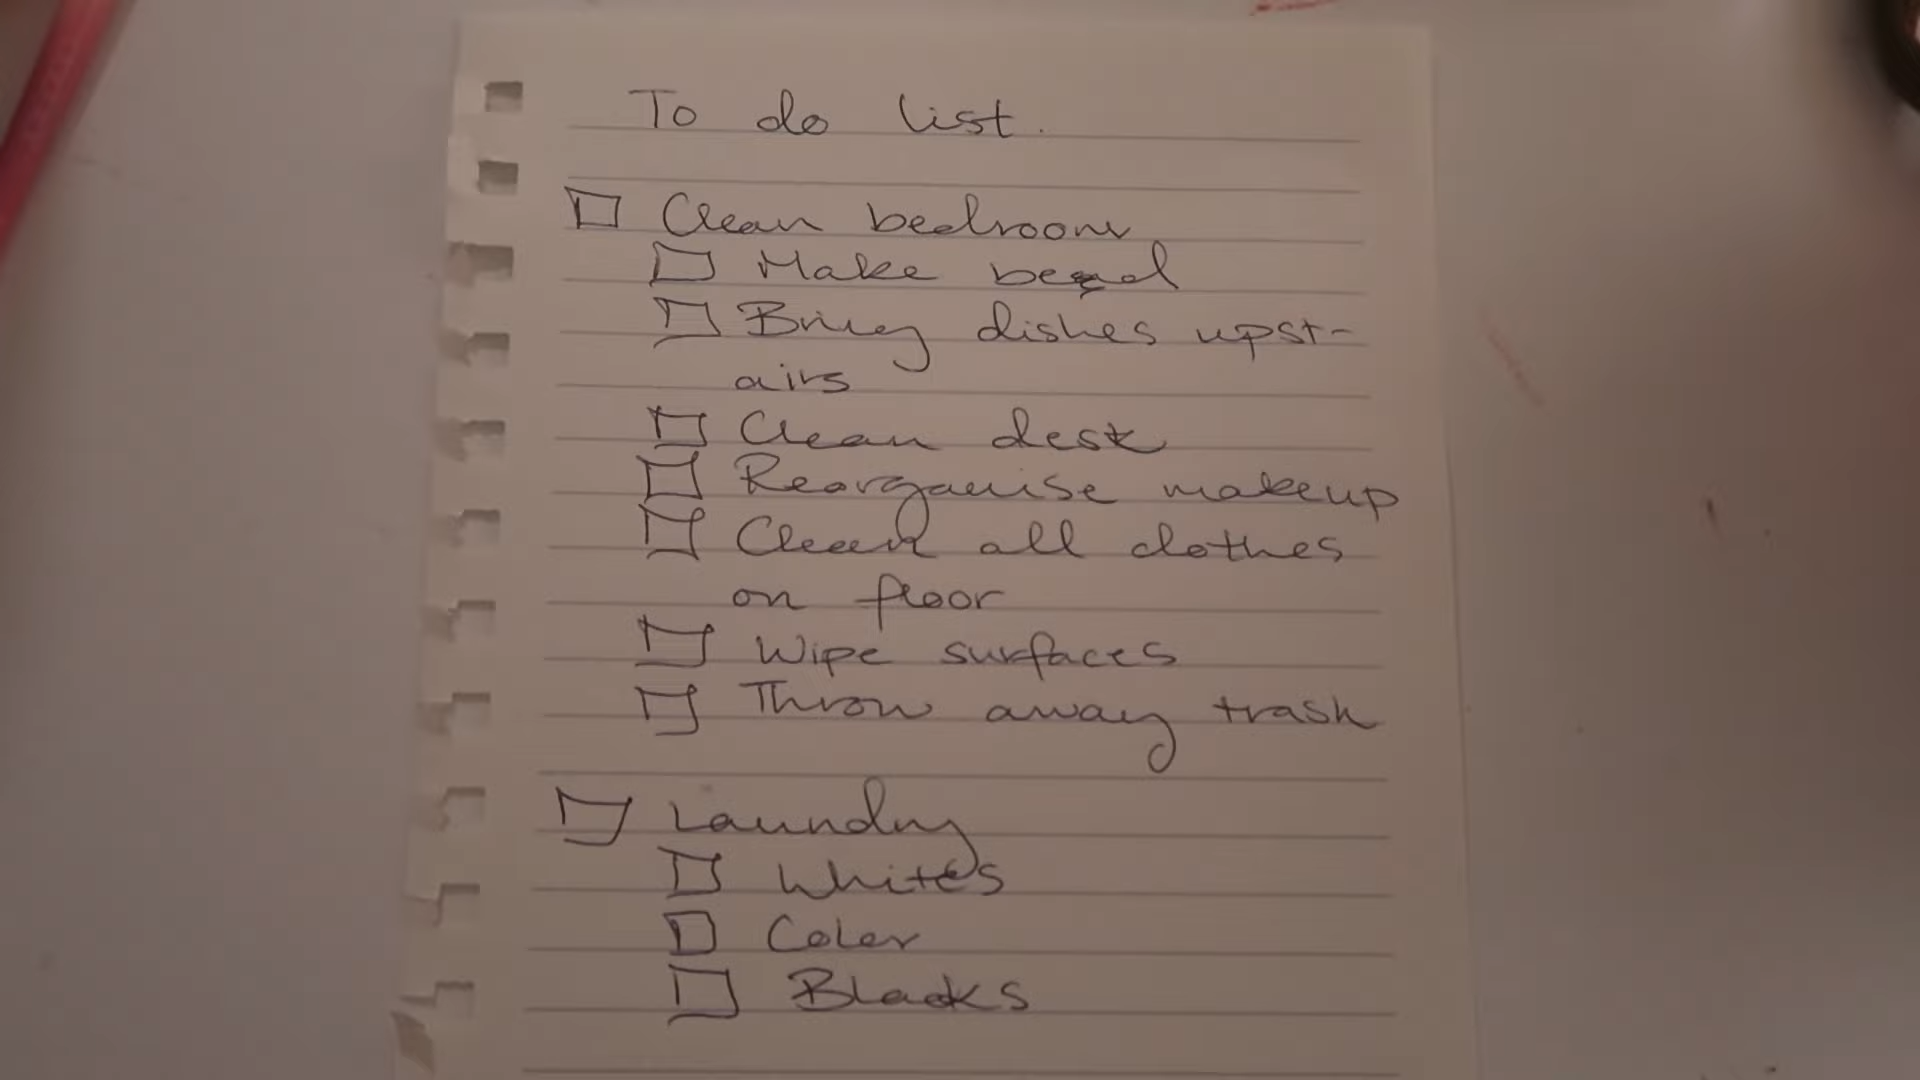 To do list.
Clean bedroom
Make bed
Bring dishes upst-
airs
Clean desk
Reorganise makeup
Clean all clothes
on floor
Wipe surfaces
Throw away trash
Laundry
Whites
Color
Blacks